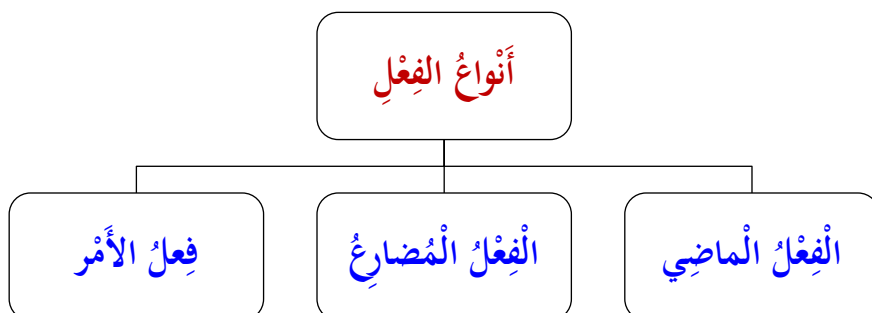 أَنْواعُ الفِعْلِ
الْفِعْلُ الْماضِي
الْفِعْلُ الْمُضارِعُ
فِعلُ الأَمْر